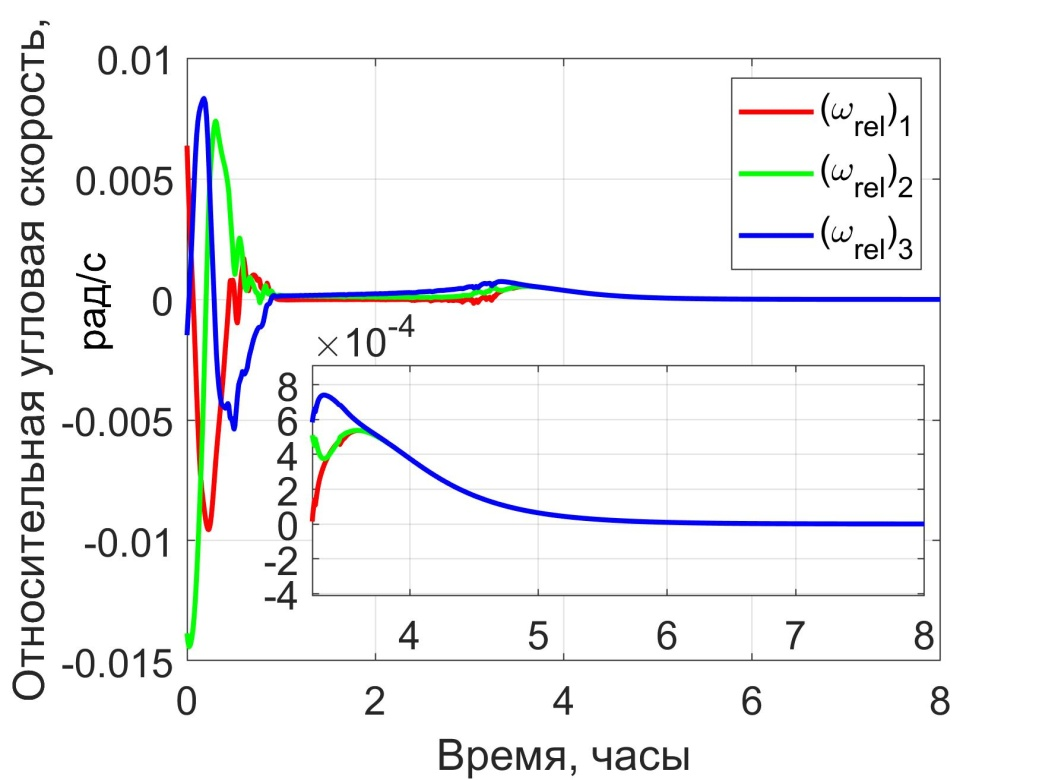 Относительная угловая скорость,
рад/с
0.01
0.005
0
-0.005
-0.01
-0.015
(ω_rel)_1
(ω_rel)_2
(ω_rel)_3
×10^-4
8
6
4
2
0
-2
-4
4 5 6 7 8
0 2 4 6 8
Время, часы